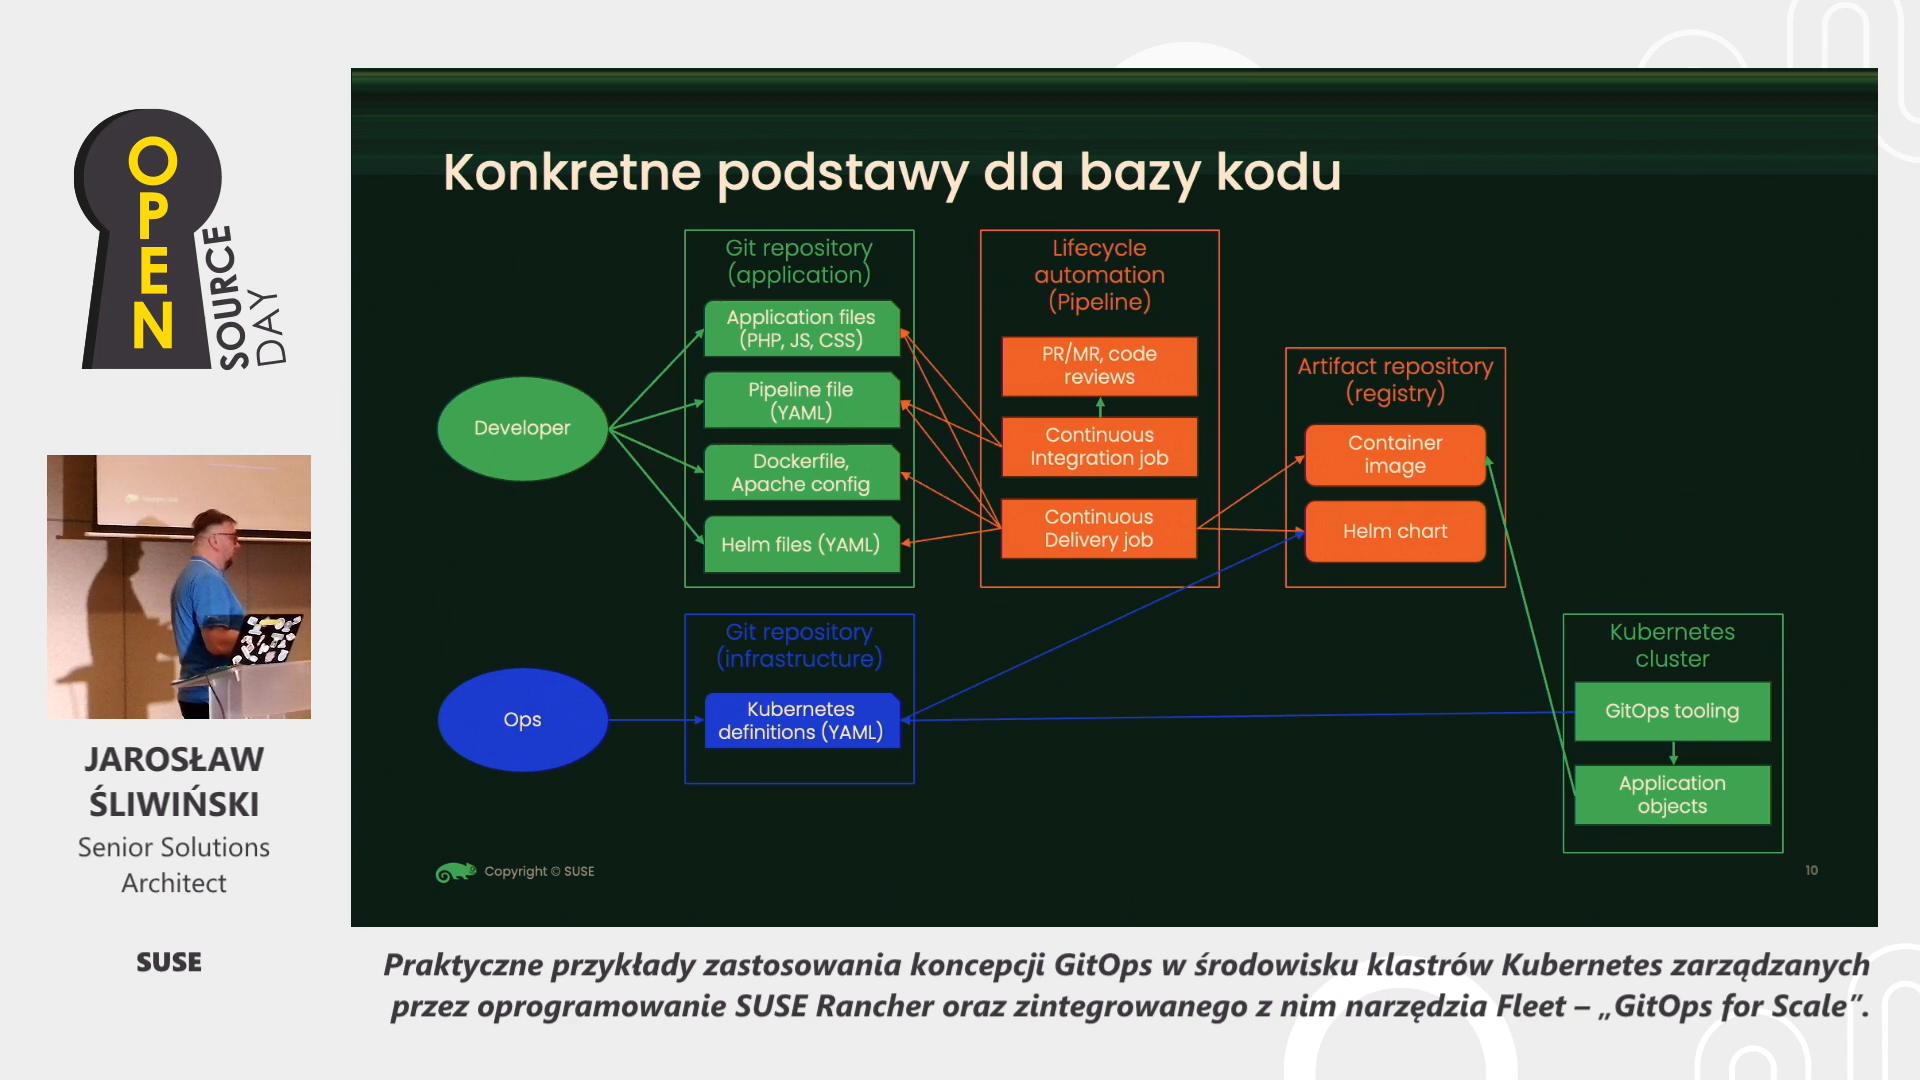 OPEN
SOURCE
DAY
JAROSŁAW
ŚLIWIŃSKI
Senior Solutions
Architect
SUSE
Konkretne podstawy dla bazy kodu
Developer
Git repository
(application)
Application files
(PHP, JS, CSS)
Pipeline file
(YAML)
Dockerfile,
Apache config
Helm files (YAML)
Lifecycle
automation
(Pipeline)
PR/MR, code
reviews
Continuous
Integration job
Continuous
Delivery job
Artifact repository
(registry)
Container
image
Helm chart
Ops
Git repository
(infrastructure)
Kubernetes
definitions (YAML)
Kubernetes
cluster
GitOps tooling
Application
objects
Copyright © SUSE
10
Praktyczne przykłady zastosowania koncepcji GitOps w środowisku klastrów Kubernetes zarządzanych
przez oprogramowanie SUSE Rancher oraz zintegrowanego z nim narzędzia Fleet – „GitOps for Scale”.